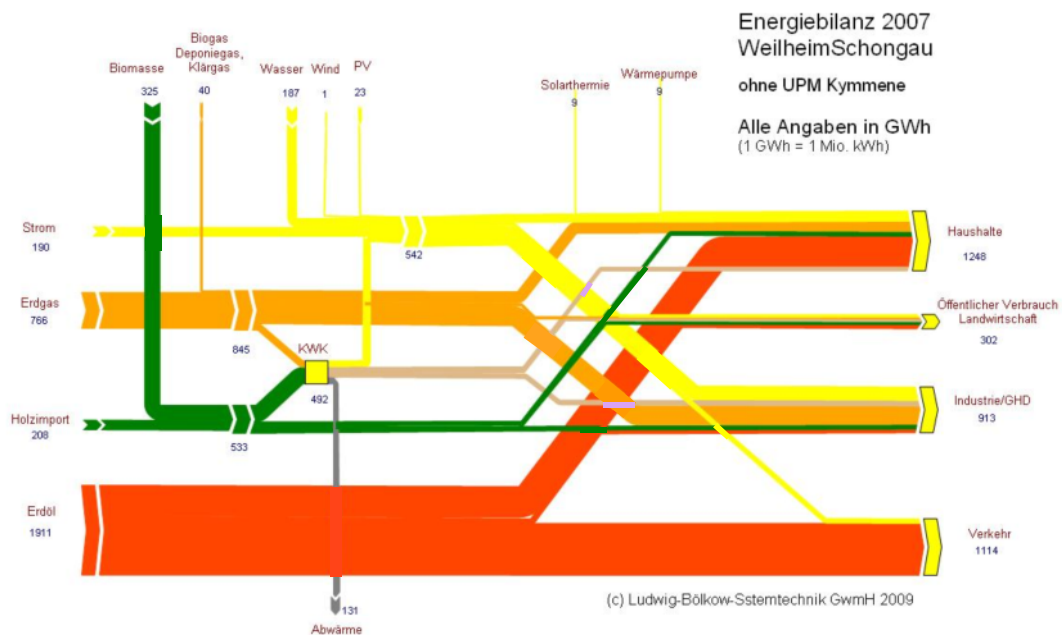 Energiebilanz 2007
WeilheimSchongau
ohne UPM Kymmene
Alle Angaben in GWh
(1 GWh = 1 Mio. kWh)
Biogas
Deponiegas,
Klärgas
Biomasse
Wasser
Wind
PV
Solarthermie
Wärmepumpe
325
40
187
1
23
9
9
Strom
190
542
Haushalte
1248
Erdgas
766
845
KWK
492
Öffentlicher Verbrauch
Landwirtschaft
302
Holzimport
208
533
Industrie/GHD
913
Erdöl
1911
Verkehr
1114
131
Abwärme
(c) Ludwig-Bölkow-Sstemtechnik GwmH 2009